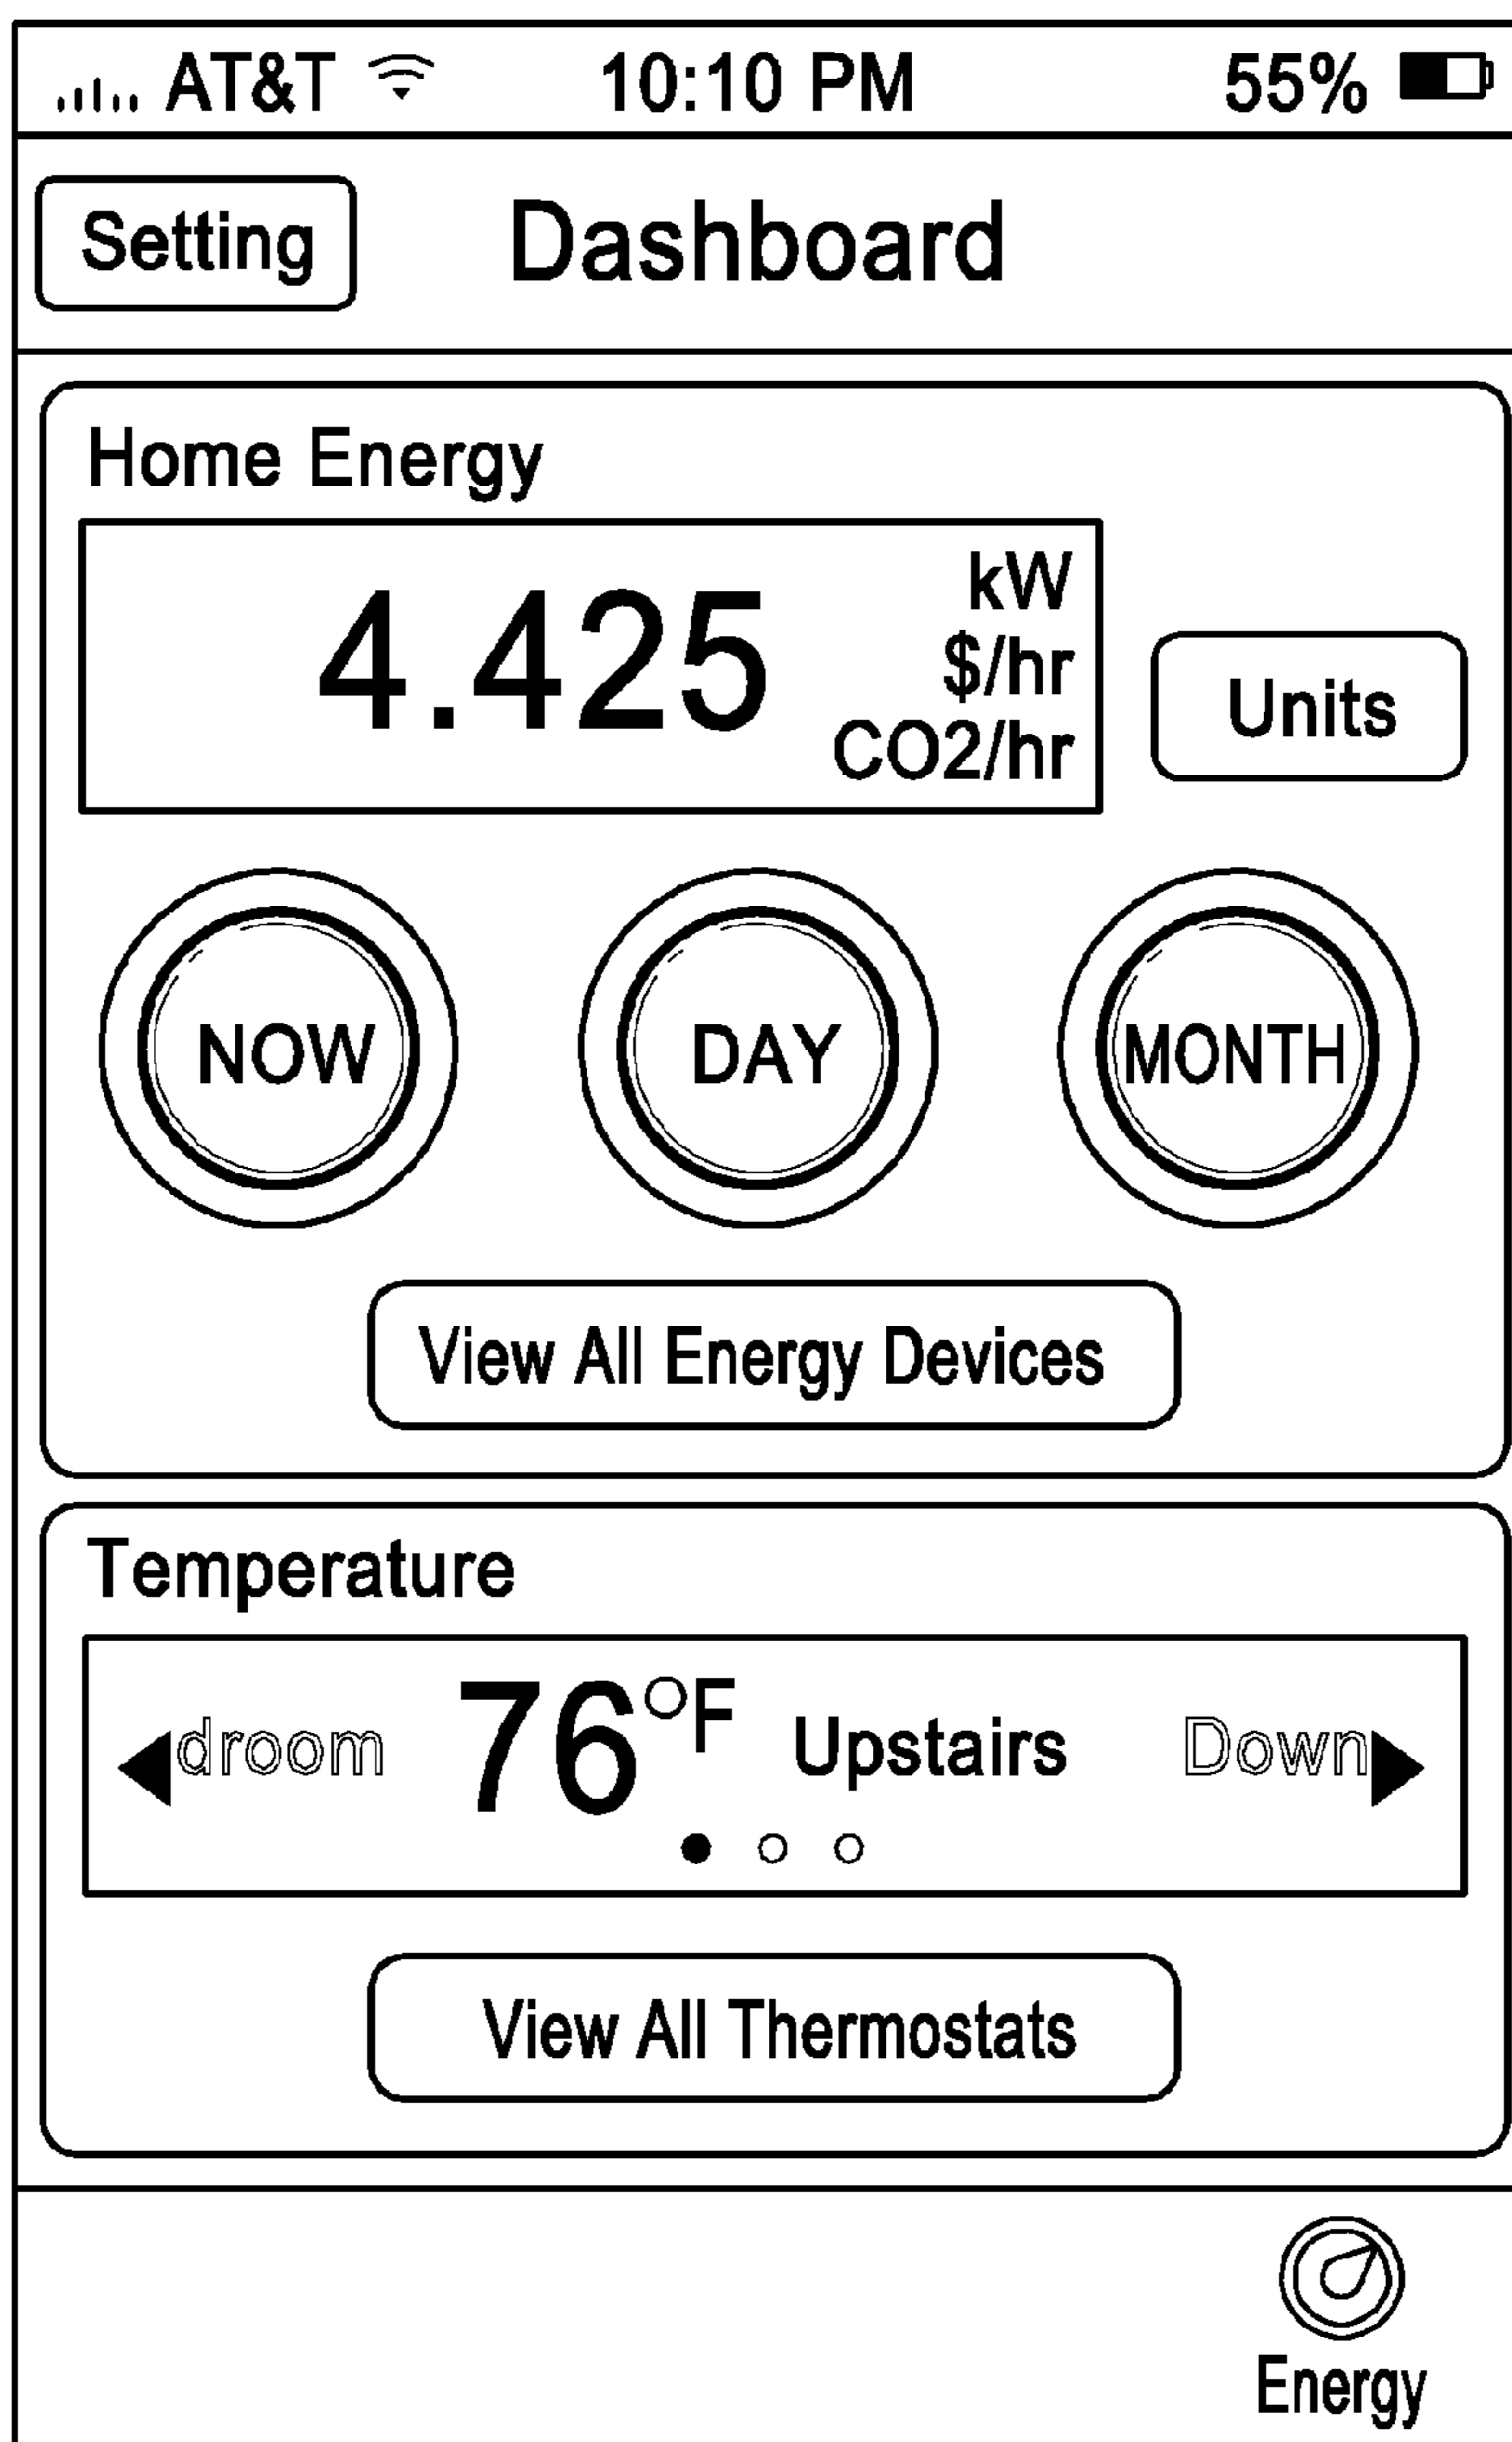 AT&T 10:10 PM 55%
Setting Dashboard
Home Energy
4.425 kW
$/hr
CO2/hr
Units
NOW DAY MONTH
View All Energy Devices
Temperature
droom 76°F Upstairs Down
View All Thermostats
Energy